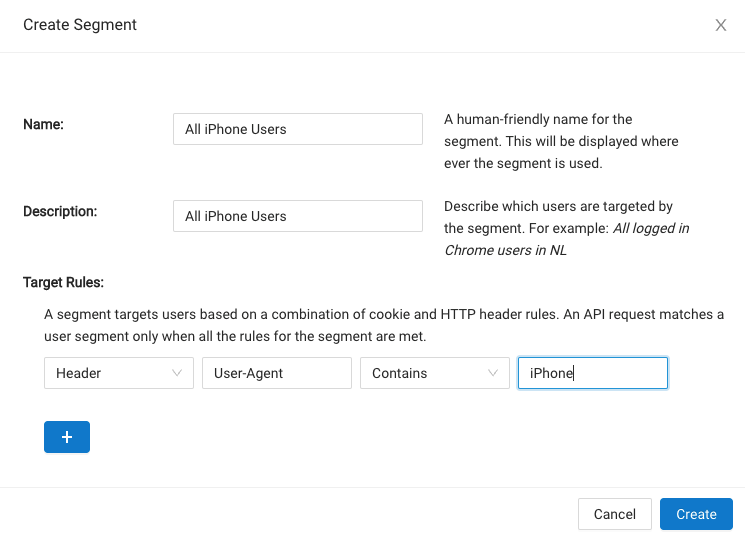 Create Segment
X
Name:
All iPhone Users
A human-friendly name for the
segment. This will be displayed where
ever the segment is used.
Description:
All iPhone Users
Describe which users are targeted by
the segment. For example: All logged in
Chrome users in NL
Target Rules:
A segment targets users based on a combination of cookie and HTTP header rules. An API request matches a
user segment only when all the rules for the segment are met.
Header User-Agent Contains iPhone
+
Cancel Create